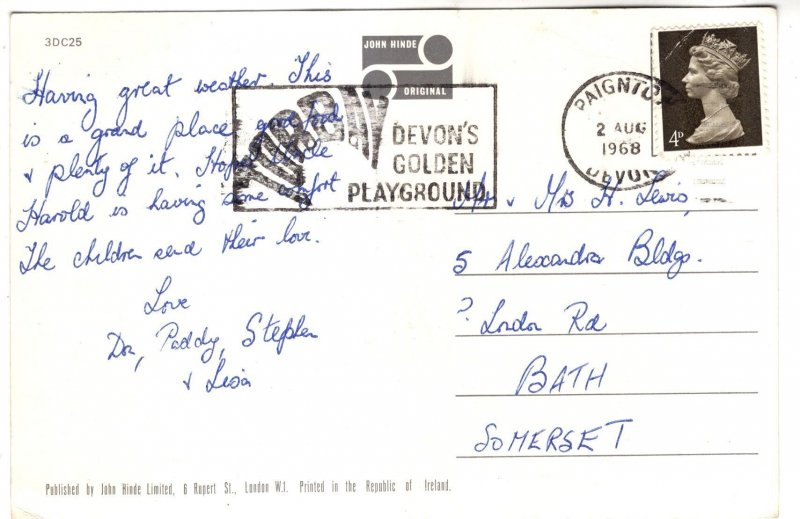 3DC25
JOHN HINDE
ORIGINAL
Having great weather. This
is a grand place good food
& plenty of it. Hope Uncle
Harold is having some comfort
The children send their love.
Love
Don, Paddy, Stephen
& Lisa
TORBAY
DEVON'S
GOLDEN
PLAYGROUND
PAIGNTON
2 AUG
1968
DEVON
4D
Mr & Mrs H. Lewis,
5 Alexandra Bldgs.
? London Rd
BATH
SOMERSET
Published by John Hinde Limited, 6 Rupert St., London W.1. Printed in the Republic of Ireland.